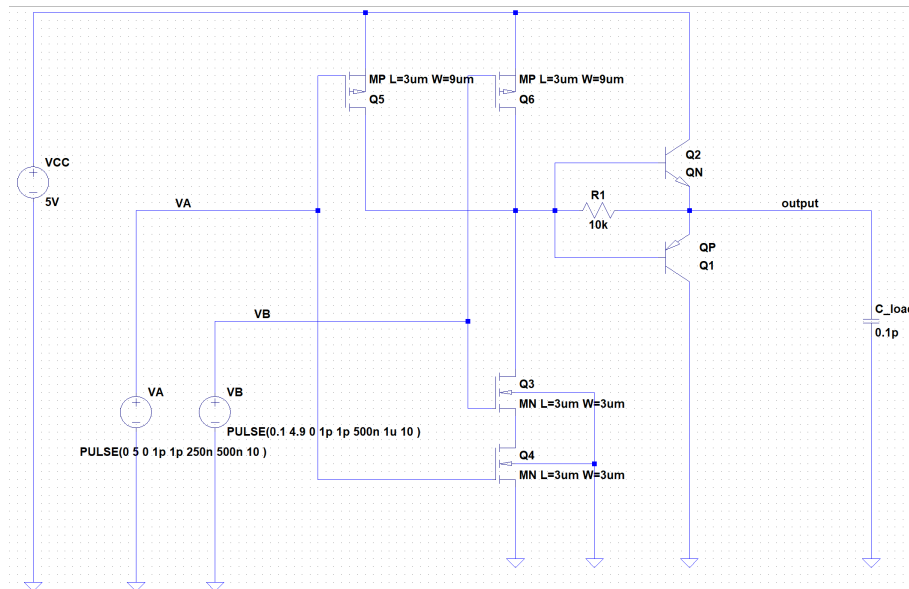 MP L=3um W=9um
Q5
MP L=3um W=9um
Q6
VCC
+
5V
Q2
QN
R1
10k
VA
output
QP
Q1
VB
C_loa
0.1p
Q3
MN L=3um W=3um
VA
+
VB
+
PULSE(0.1 4.9 0 1p 1p 500n 1u 10 )
PULSE(0 5 0 1p 1p 250n 500n 10 )
Q4
MN L=3um W=3um